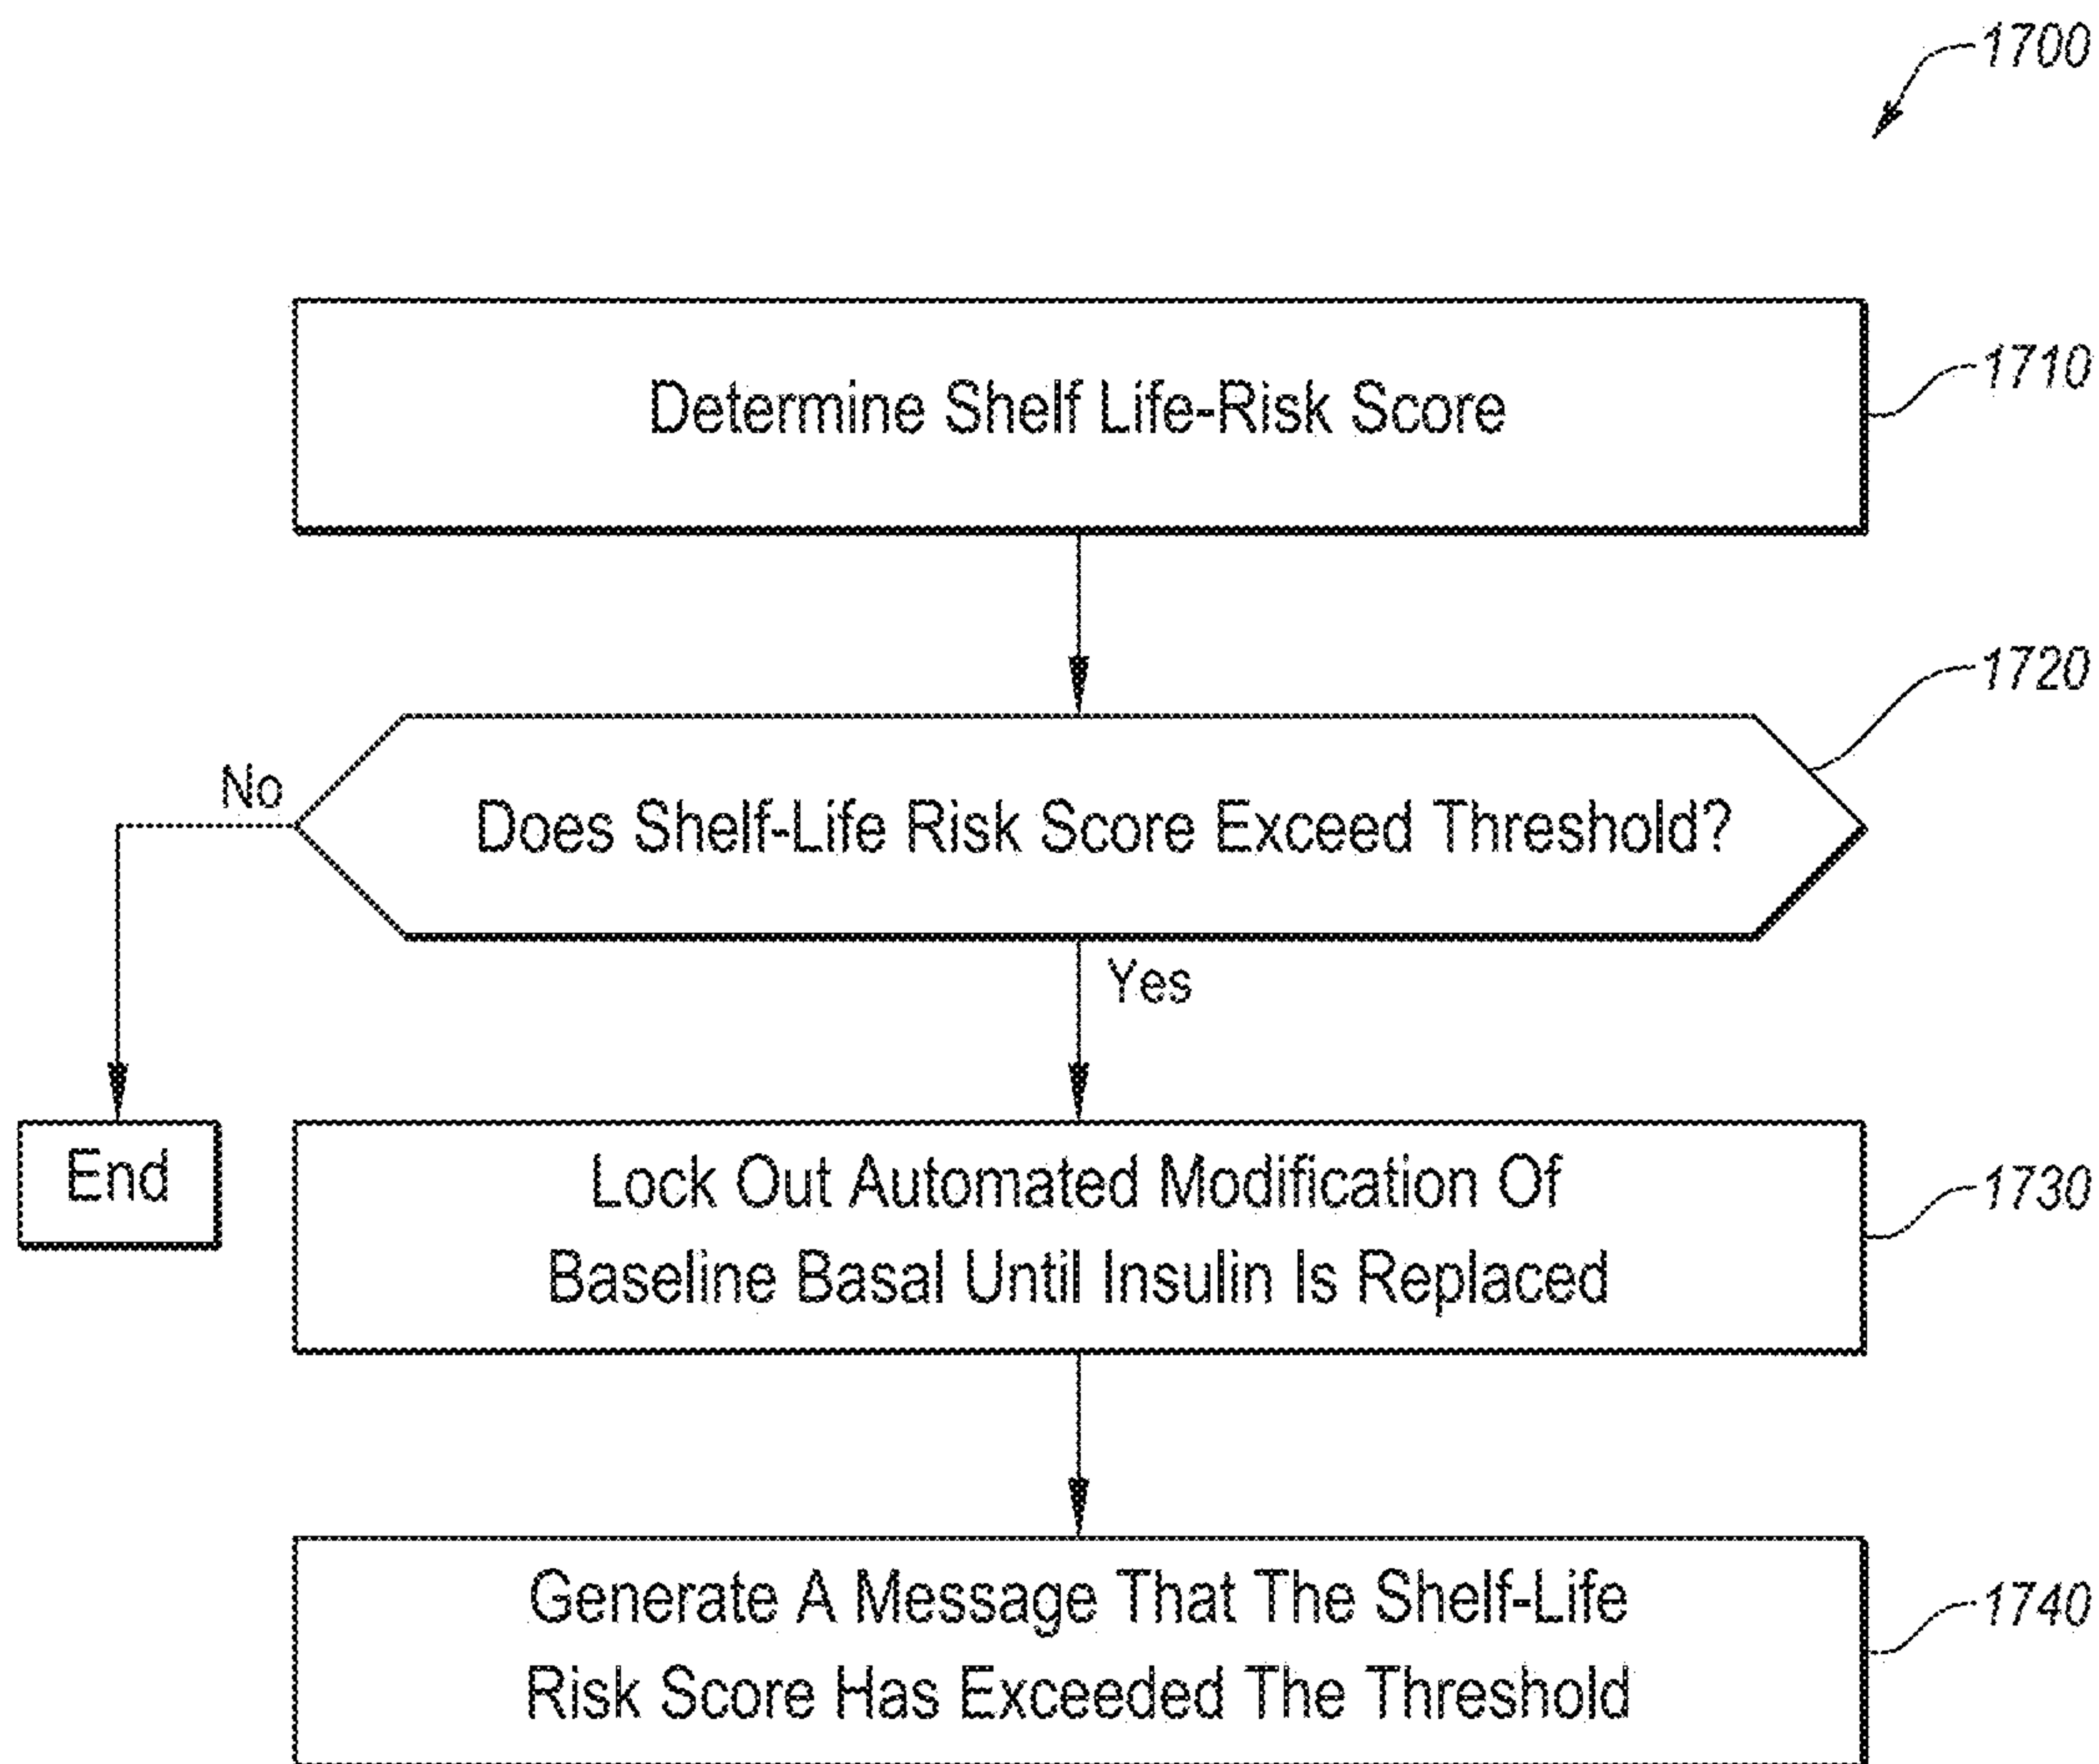 1700
Determine Shelf Life-Risk Score
1710
1720
No
Does Shelf-Life Risk Score Exceed Threshold?
Yes
End
Lock Out Automated Modification Of
Baseline Basal Until Insulin Is Replaced
1730
Generate A Message That The Shelf-Life
Risk Score Has Exceeded The Threshold
1740